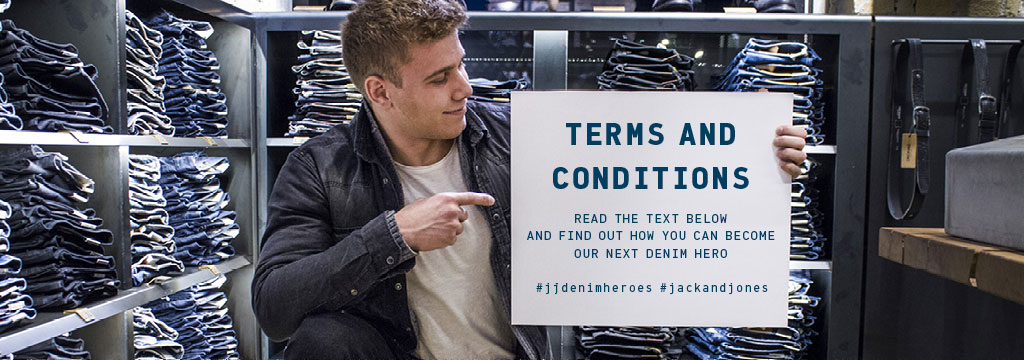 TERMS AND
CONDITIONS
READ THE TEXT BELOW
AND FIND OUT HOW YOU CAN BECOME
OUR NEXT DENIM HERO
#jjdenimheroes #jackandjones